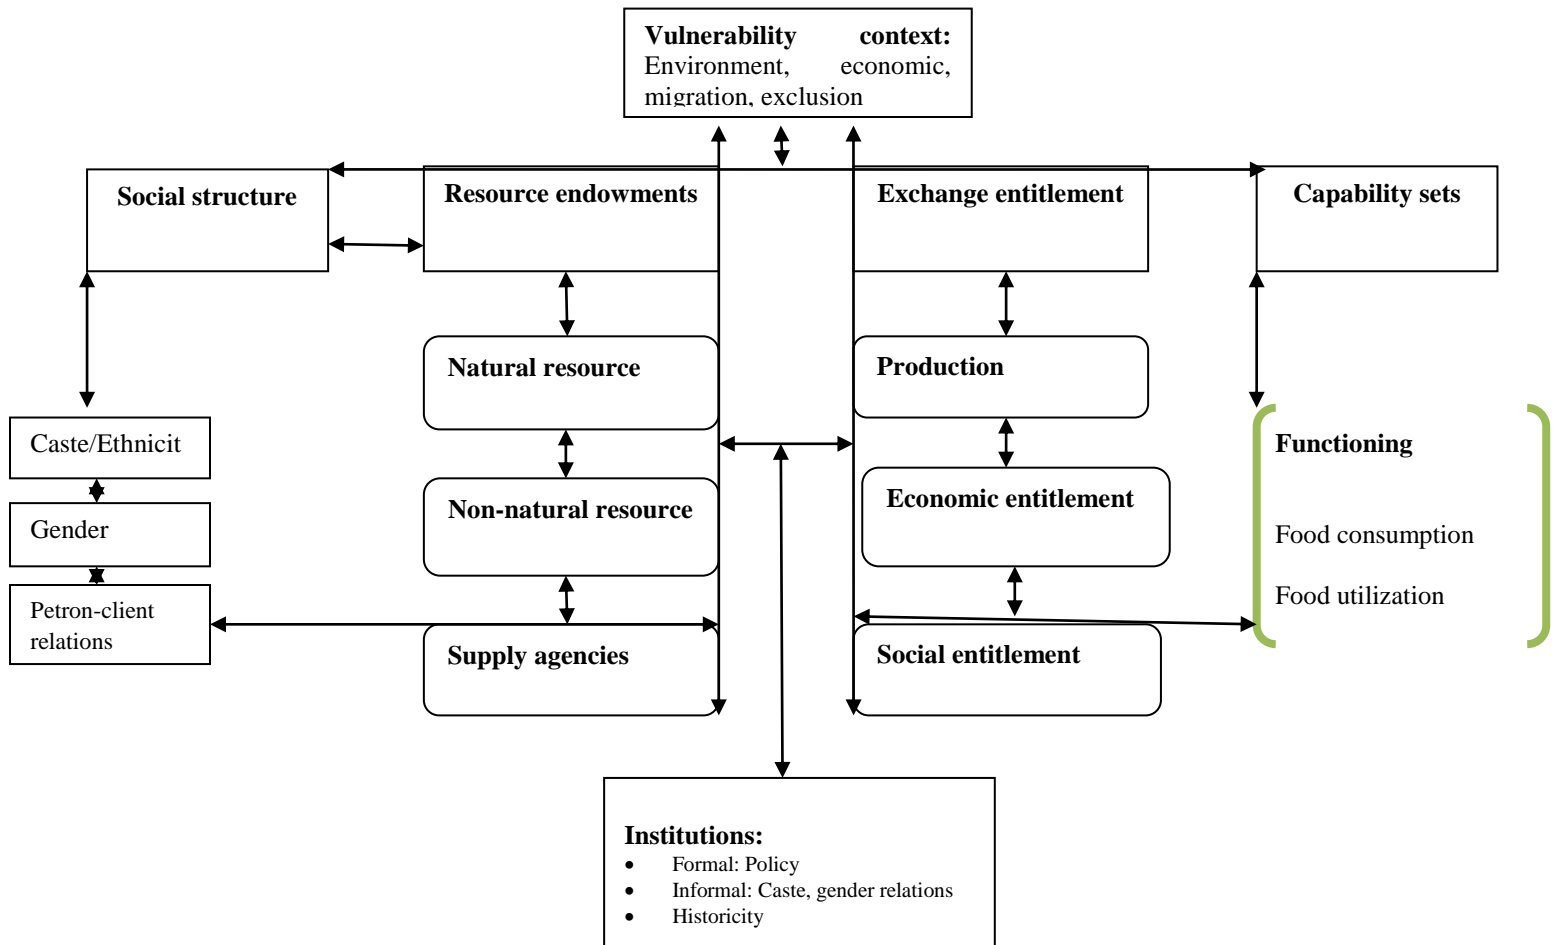 Vulnerability context:
Environment, economic,
migration, exclusion
Social structure
Resource endowments
Exchange entitlement
Capability sets
Natural resource
Production
Caste/Ethnicit
Functioning
Non-natural resource
Economic entitlement
Gender
Food consumption
Petron-client
relations
Food utilization
Supply agencies
Social entitlement
Institutions:
• Formal: Policy
• Informal: Caste, gender relations
• Historicity